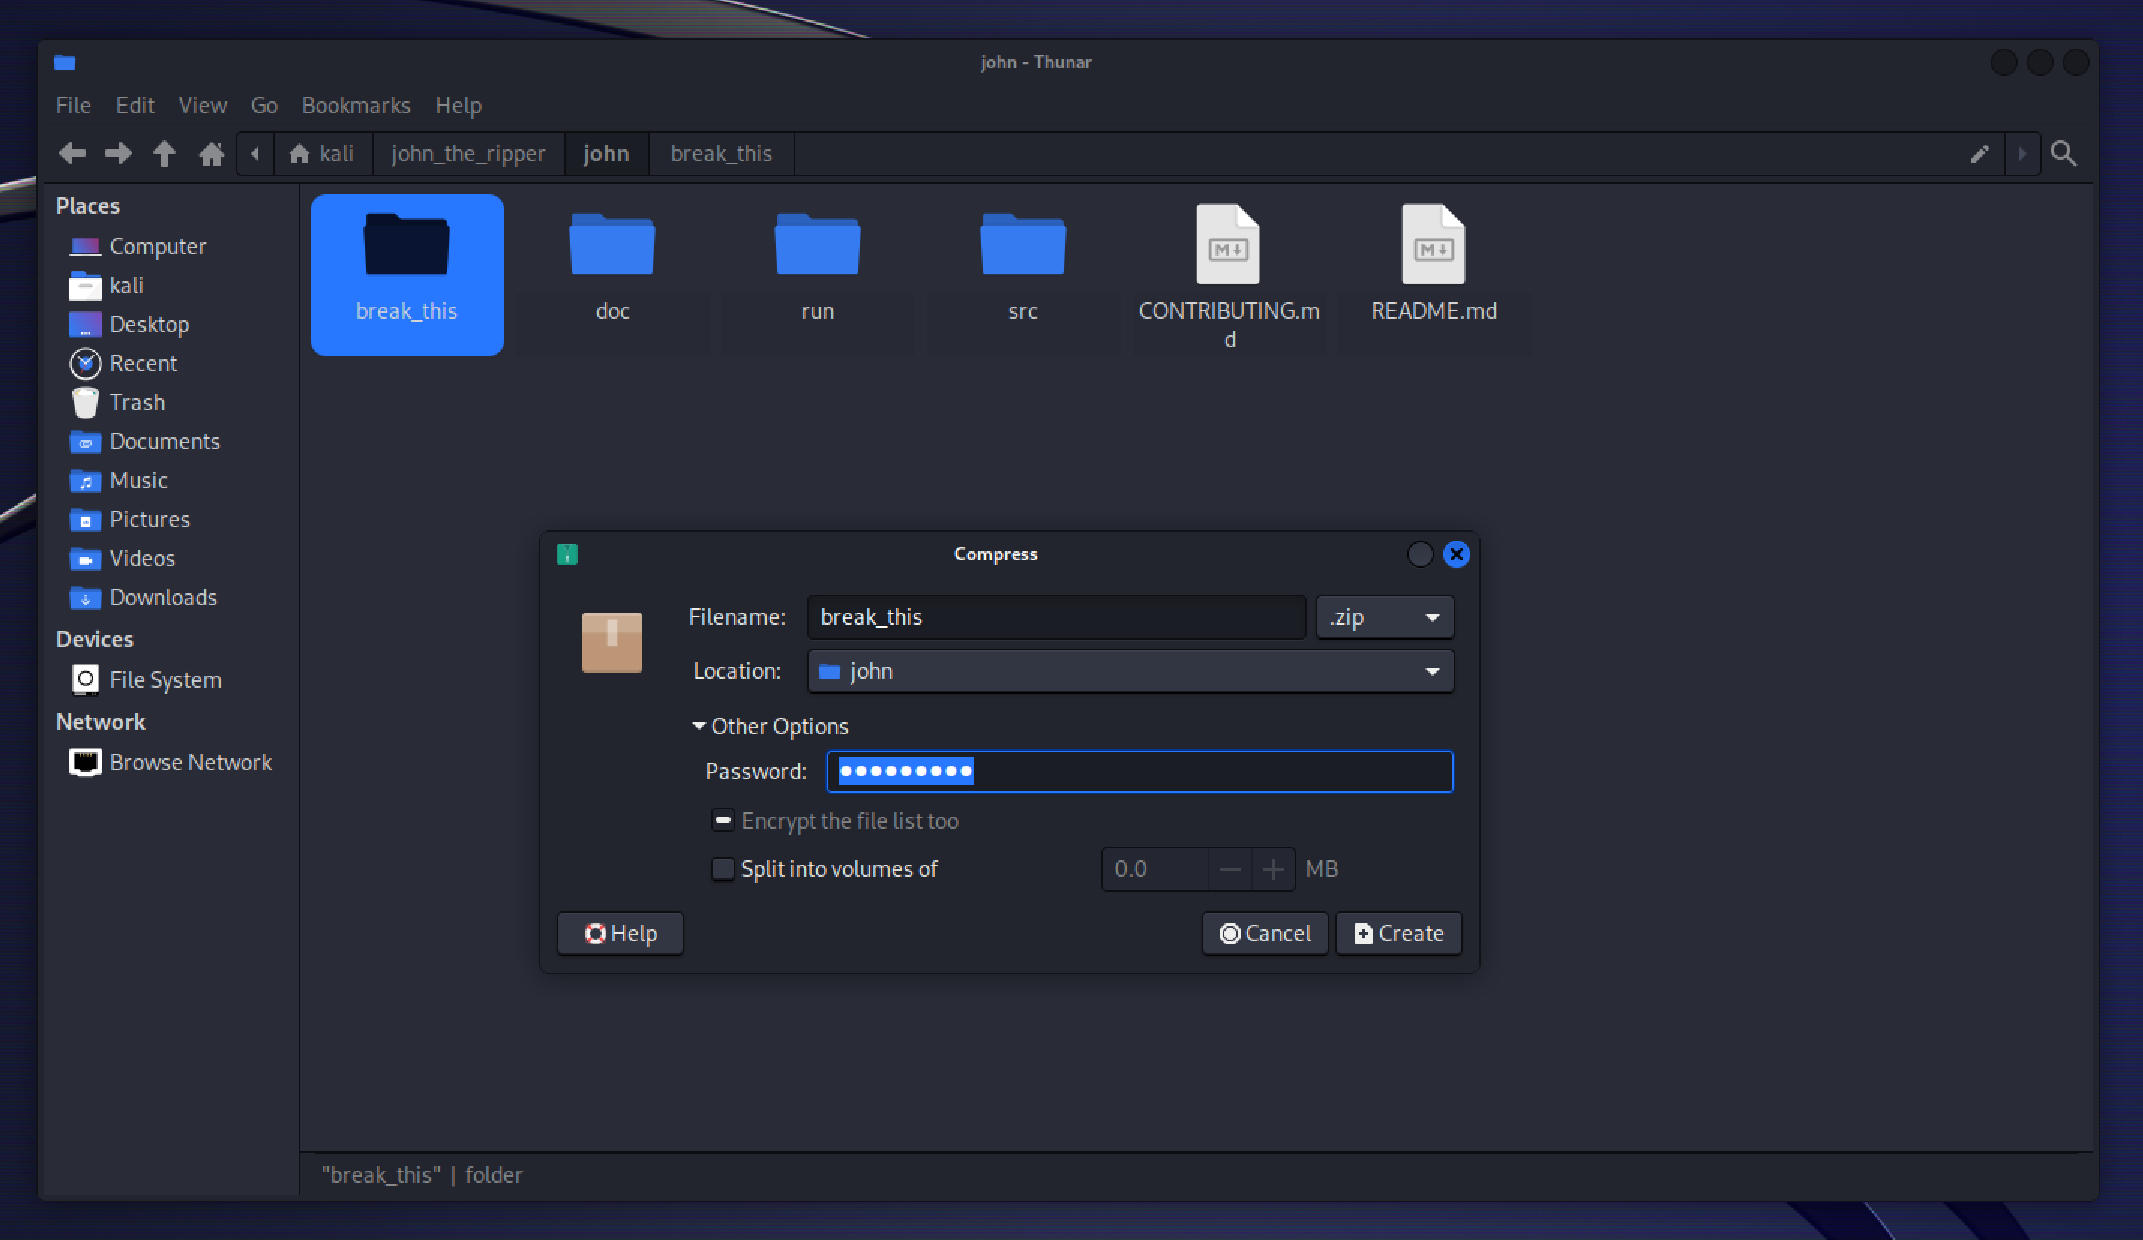 john - Thunar
File Edit View Go Bookmarks Help
kali john_the_ripper john break_this
Places
Computer
kali
Desktop
Recent
Trash
Documents
Music
Pictures
Videos
Downloads
Devices
File System
Network
Browse Network
break_this
doc
run
src
CONTRIBUTING.m
d
README.md
Compress
Filename: break_this .zip
Location: john
Other Options
Password: •••••••••
Encrypt the file list too
Split into volumes of 0.0 MB
Help Cancel Create
"break_this" | folder